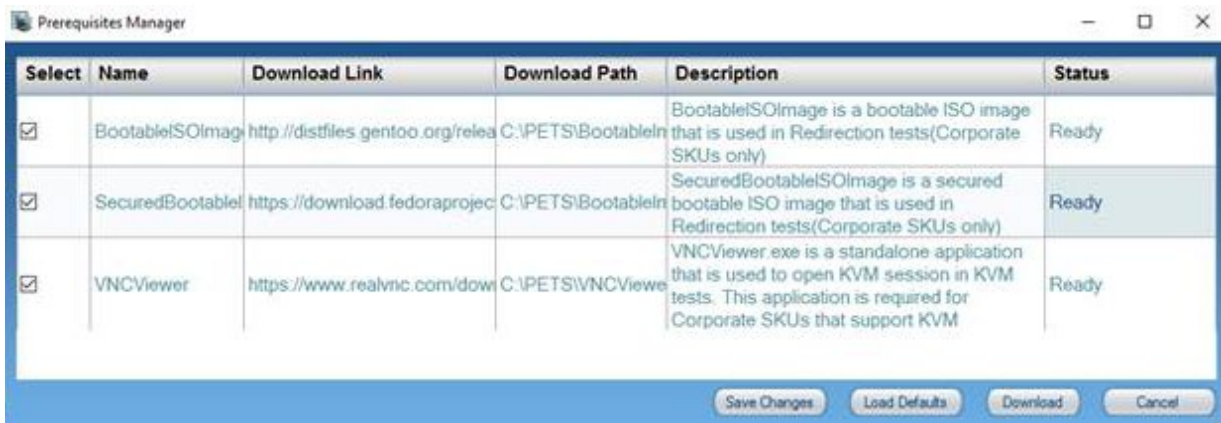 Prerequisites Manager
Select Name Download Link Download Path Description Status
BootableISOImage is a bootable ISO image
BootableISOImag http://distfiles.gentoo.org/relea C:\PETS\BootableIm that is used in Redirection tests(Corporate Ready
SKUs only)
SecuredBootableISOImage is a secured
SecuredBootableI https://download.fedoraprojec C:\PETS\BootableIm bootable ISO image that is used in Ready
Redirection tests(Corporate SKUs only)
VNCViewer.exe is a standalone application
that is used to open KVM session in KVM
VNCViewer https://www.realvnc.com/down C:\PETS\VNCViewe tests. This application is required for Ready
Corporate SKUs that support KVM
Save Changes Load Defaults Download Cancel